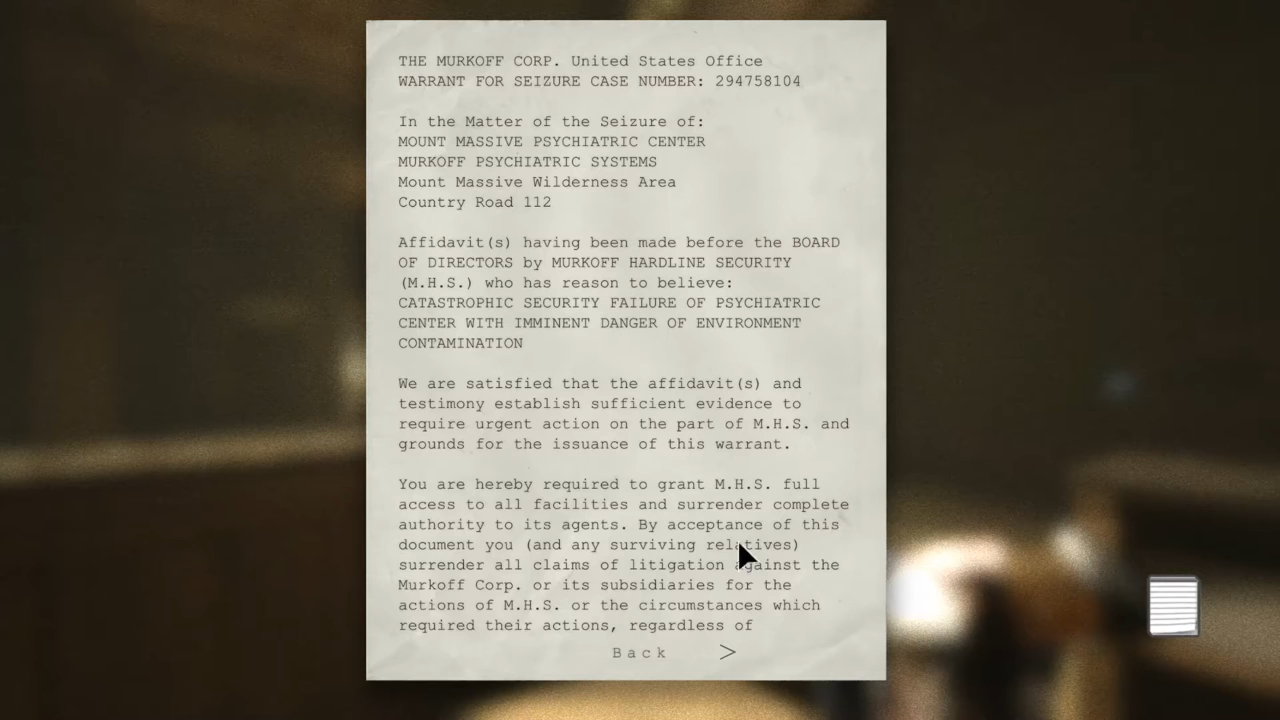 THE MURKOFF CORP. United States Office
WARRANT FOR SEIZURE CASE NUMBER: 294758104
In the Matter of the Seizure of:
MOUNT MASSIVE PSYCHIATRIC CENTER
MURKOFF PSYCHIATRIC SYSTEMS
Mount Massive Wilderness Area
Country Road 112
Affidavit(s) having been made before the BOARD
OF DIRECTORS by MURKOFF HARDLINE SECURITY
(M.H.S.) who has reason to believe:
CATASTROPHIC SECURITY FAILURE OF PSYCHIATRIC
CENTER WITH IMMINENT DANGER OF ENVIRONMENT
CONTAMINATION
We are satisfied that the affidavit(s) and
testimony establish sufficient evidence to
require urgent action on the part of M.H.S. and
grounds for the issuance of this warrant.
You are hereby required to grant M.H.S. full
access to all facilities and surrender complete
authority to its agents. By acceptance of this
document you (and any surviving relatives)
surrender all claims of litigation against the
Murkoff Corp. or its subsidiaries for the
actions of M.H.S. or the circumstances which
required their actions, regardless of
Back >